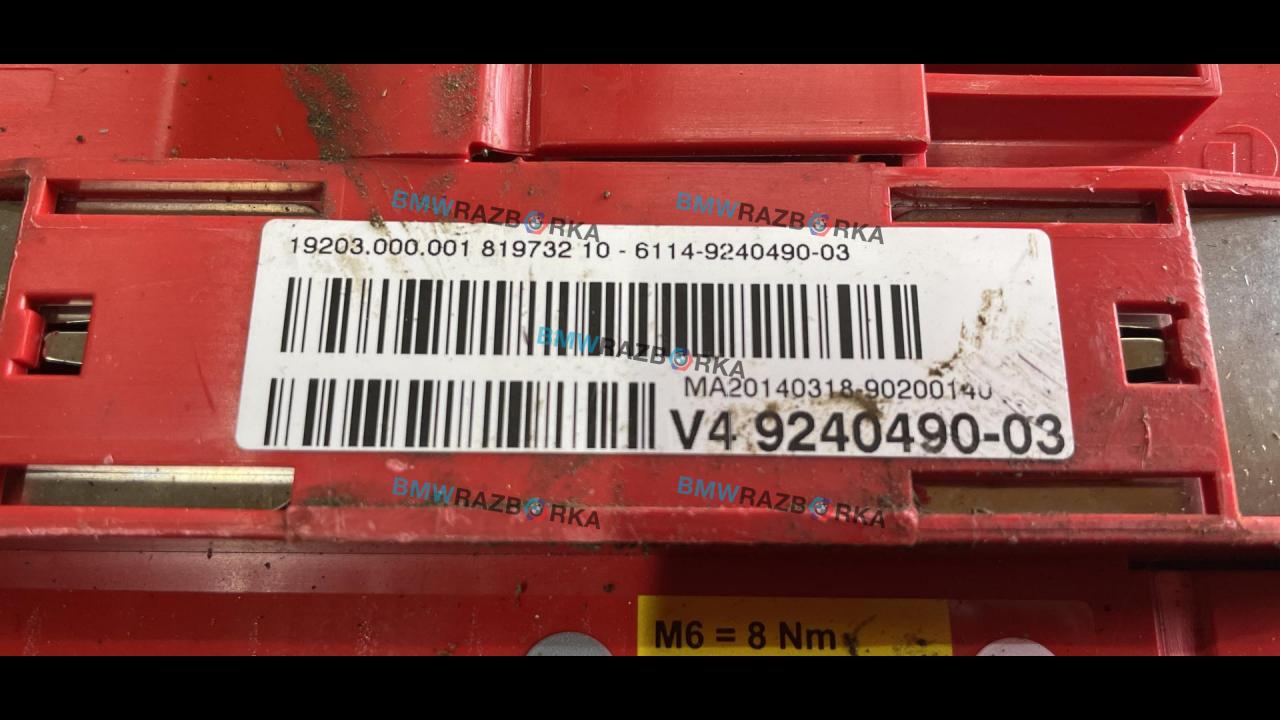 BMWRAZBORKA BMWRAZBORKA
19203.000.001 819732 10 - 6114-9240490-03
BMWRAZBORKA
MA20140318-90200140
V4 9240490-03
BMWRAZBORKA BMWRAZBORKA
M6 = 8 Nm